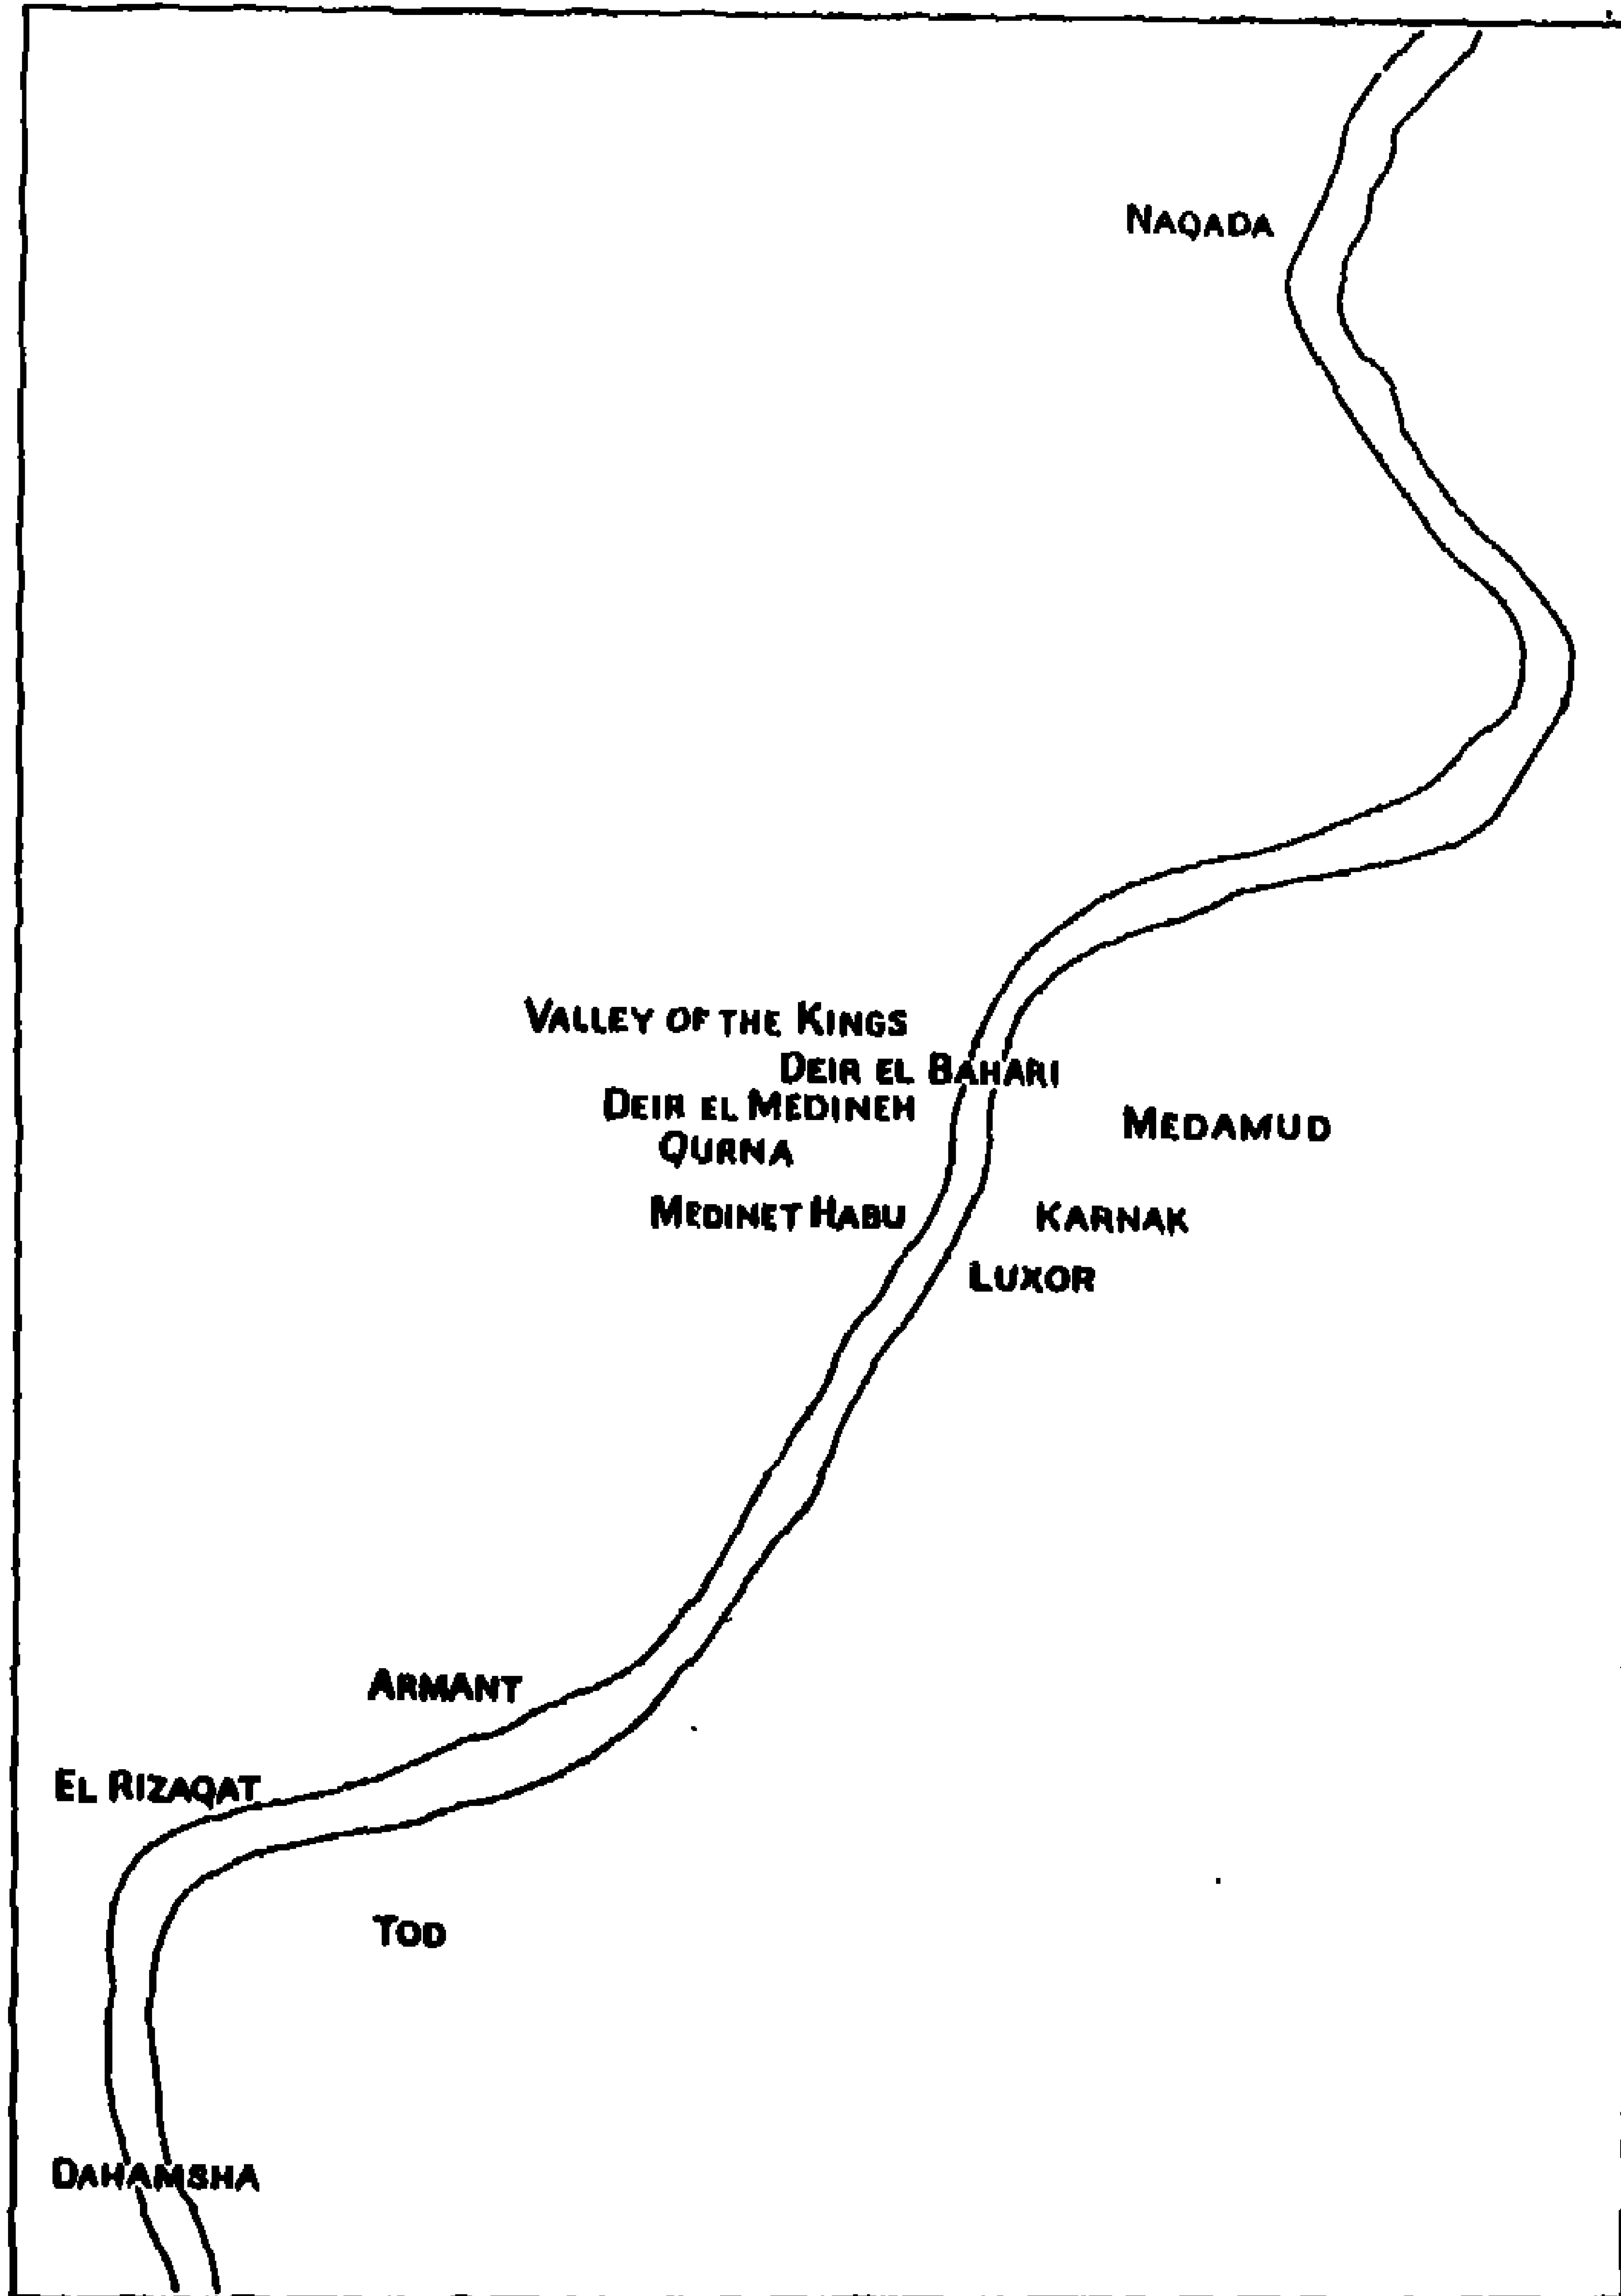 NAQADA
VALLEY OF THE KINGS
DEIR EL BAHARI
DEIR EL MEDINEH
MEDAMUD
QURNA
MEDINET HABU
KARNAK
LUXOR
ARMANT
EL RIZAQAT
TOD
DAHAMSHA